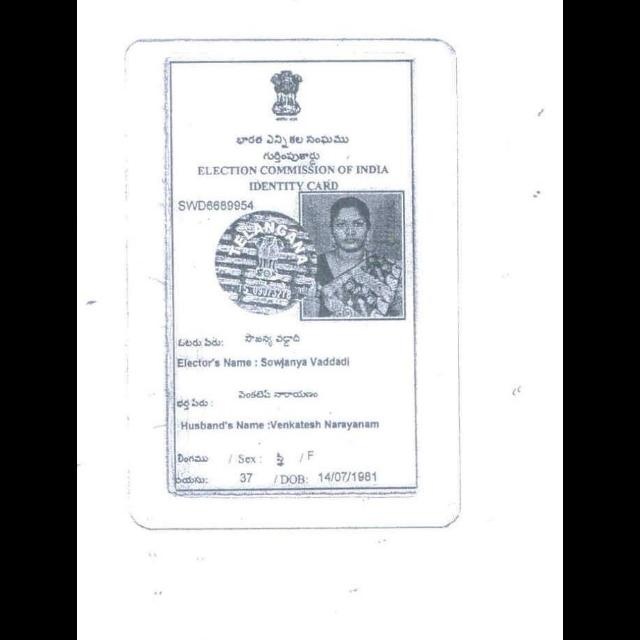 భారత ఎన్నికల సంఘము
గుర్తింపుకార్డు
ELECTION COMMISSION OF INDIA
IDENTITY CARD
SWD6689954
TELANGANA
ఓటరు పేరు: సౌజన్య వడ్డాది
Elector's Name : Sowjanya Vaddadi
భర్త పేరు : వెంకటేష్ నారాయణం
Husband's Name :Venkatesh Narayanam
లింగము / Sex : స్త్రీ / F
వయసు: 37 / DOB: 14/07/1981